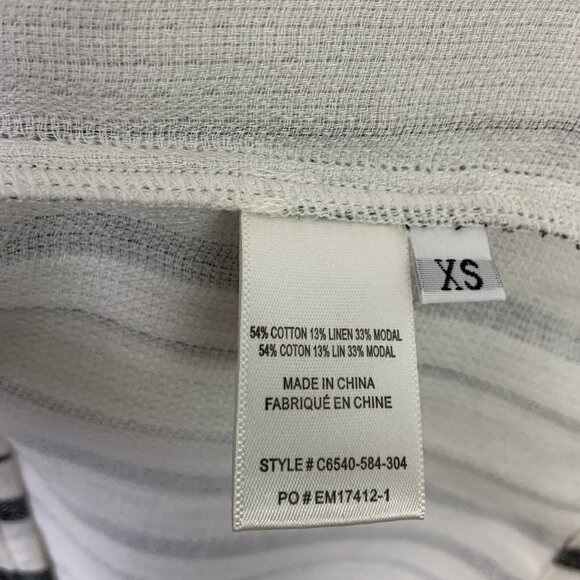 54% COTTON 13% LINEN 33% MODAL
54% COTON 13% LIN 33% MODAL
MADE IN CHINA
FABRIQUÉ EN CHINE
STYLE # C6540-584-304
PO # EM17412-1
XS